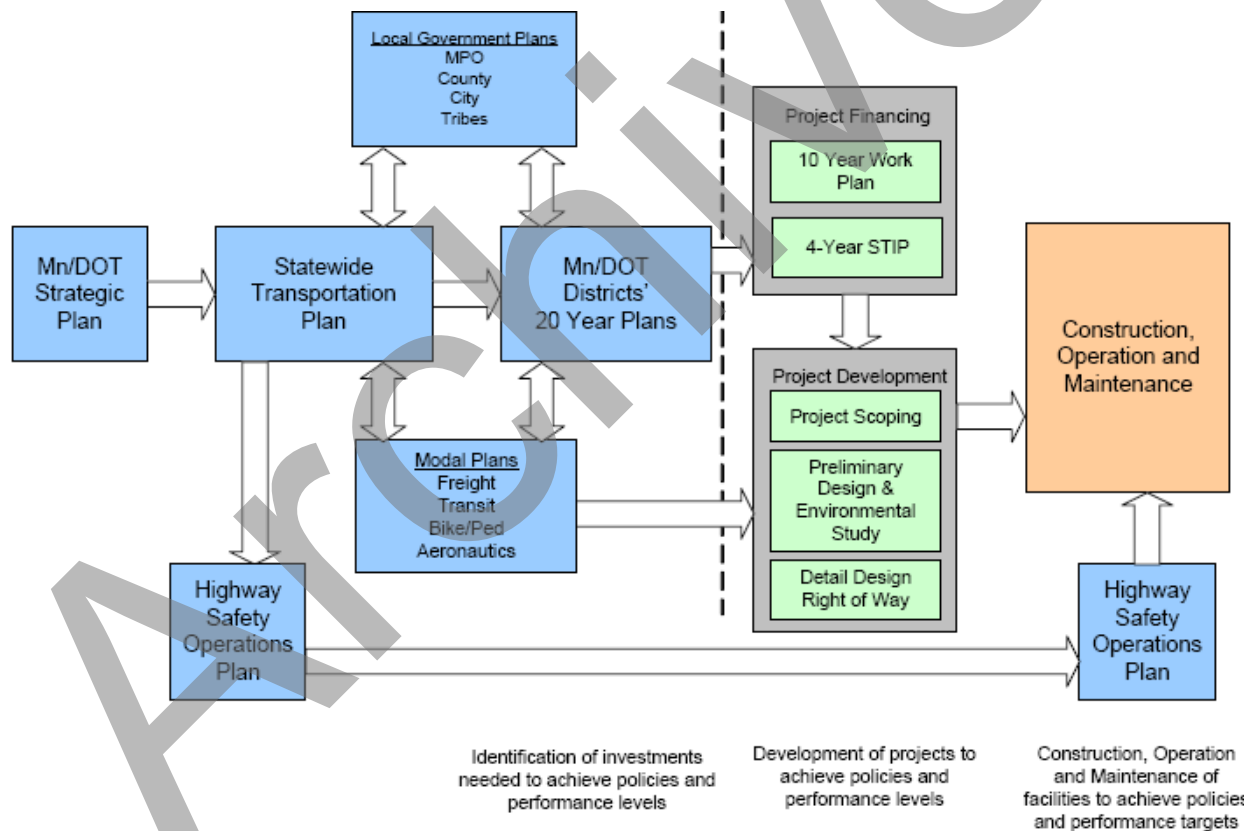 Local Government Plans
MPO
County
City
Tribes
Project Financing
10 Year Work
Plan
4-Year STIP
Mn/DOT
Strategic
Plan
Statewide
Transportation
Plan
Mn/DOT
Districts'
20 Year Plans
Construction,
Operation and
Maintenance
Project Development
Project Scoping
Preliminary
Design &
Environmental
Study
Detail Design
Right of Way
Modal Plans
Freight
Transit
Bike/Ped
Aeronautics
Highway
Safety
Operations
Plan
Highway
Safety
Operations
Plan
Identification of investments
needed to achieve policies and
performance levels
Development of projects to
achieve policies and
performance levels
Construction, Operation
and Maintenance of
facilities to achieve policies
and performance targets
Archive